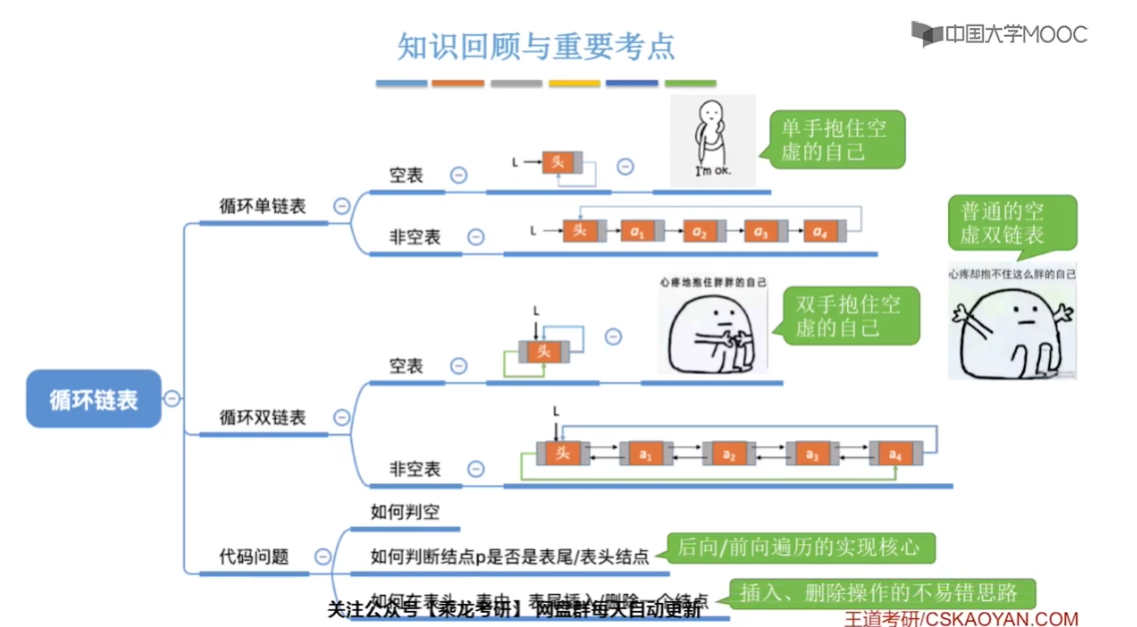 知识回顾与重要考点
中国大学MOOC
循环链表
循环单链表
空表
L
头
I'm ok.
单手抱住空
虚的自己
非空表
L
头
a1
a2
a3
a4
普通的空
虚双链表
心疼却抱不住这么胖的自己
循环双链表
空表
L
头
心疼地抱住胖胖的自己
双手抱住空
虚的自己
非空表
L
头
a1
a2
a3
a4
代码问题
如何判空
如何判断结点p是否是表尾/表头结点
后向/前向遍历的实现核心
如何在表头、表中、表尾插入/删除一个结点
插入、删除操作的不易错思路
关注公众号【乘龙考研】 网盘群每天自动更新
王道考研/CSKAOYAN.COM